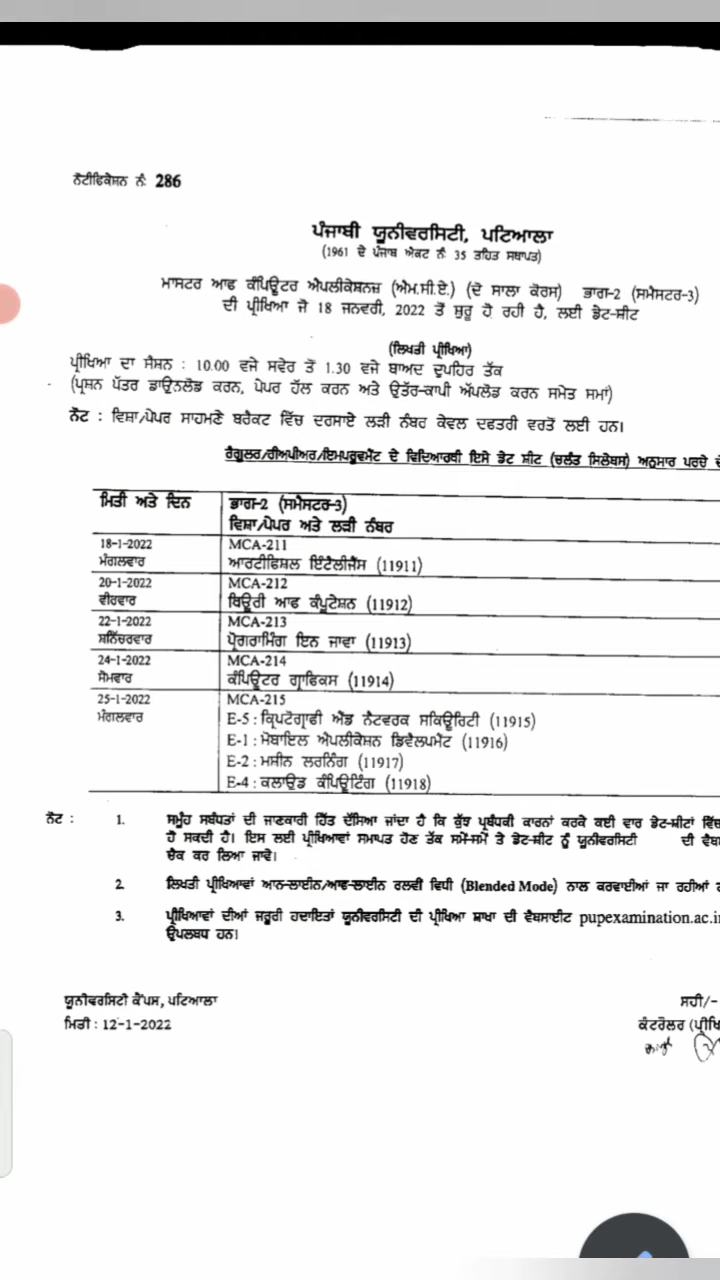 ਨੋਟੀਫਿਕੇਸ਼ਨ ਨੰ: 286
ਪੰਜਾਬੀ ਯੂਨੀਵਰਸਿਟੀ, ਪਟਿਆਲਾ
(1961 ਦੇ ਪੰਜਾਬ ਐਕਟ ਨੰ 35 ਤਹਿਤ ਸਥਾਪਤ)
ਮਾਸਟਰ ਆਫ ਕੰਪਿਊਟਰ ਐਪਲੀਕੇਸ਼ਨਜ਼ (ਐਮ.ਸੀ.ਏ.) (ਦੋ ਸਾਲਾ ਕੋਰਸ) ਭਾਗ-2 (ਸਮੈਸਟਰ-3)
ਦੀ ਪ੍ਰੀਖਿਆ ਜੋ 18 ਜਨਵਰੀ, 2022 ਤੋਂ ਸ਼ੁਰੂ ਹੋ ਰਹੀ ਹੈ, ਲਈ ਡੇਟ-ਸ਼ੀਟ
(ਲਿਖਤੀ ਪ੍ਰੀਖਿਆ)
ਪ੍ਰੀਖਿਆ ਦਾ ਸੈਸ਼ਨ : 10.00 ਵਜੇ ਸਵੇਰ ਤੋਂ 1.30 ਵਜੇ ਬਾਅਦ ਦੁਪਹਿਰ ਤੱਕ
(ਪ੍ਰਸ਼ਨ ਪੱਤਰ ਡਾਊਨਲੋਡ ਕਰਨ, ਪੇਪਰ ਹੱਲ ਕਰਨ ਅਤੇ ਉੱਤਰ-ਕਾਪੀ ਅੱਪਲੋਡ ਕਰਨ ਸਮੇਤ ਸਮਾਂ)
ਨੋਟ : ਵਿਸ਼ਾ/ਪੇਪਰ ਸਾਹਮਣੇ ਬਰੈਕਟ ਵਿੱਚ ਦਰਸਾਏ ਲੜੀ ਨੰਬਰ ਕੇਵਲ ਦਫਤਰੀ ਵਰਤੋਂ ਲਈ ਹਨ।
ਰੈਗੂਲਰ/ਰੀਅਪੀਅਰ/ਇਮਪਰੂਵਮੈਂਟ ਦੇ ਵਿਦਿਆਰਥੀ ਇਸੇ ਡੇਟ ਸ਼ੀਟ (ਚਲੰਤ ਸਿਲੇਬਸ) ਅਨੁਸਾਰ ਪਰਚੇ
ਮਿਤੀ ਅਤੇ ਦਿਨ
ਭਾਗ-2 (ਸਮੈਸਟਰ-3)
ਵਿਸ਼ਾ/ਪੇਪਰ ਅਤੇ ਲੜੀ ਨੰਬਰ
18-1-2022
ਮੰਗਲਵਾਰ
MCA-211
ਆਰਟੀਫਿਸ਼ਲ ਇੰਟੈਲੀਜੈਂਸ (11911)
20-1-2022
ਵੀਰਵਾਰ
MCA-212
ਥਿਊਰੀ ਆਫ ਕੰਪੂਟੇਸ਼ਨ (11912)
22-1-2022
ਸ਼ਨਿੱਚਰਵਾਰ
MCA-213
ਪ੍ਰੋਗਰਾਮਿੰਗ ਇਨ ਜਾਵਾ (11913)
24-1-2022
ਸੋਮਵਾਰ
MCA-214
ਕੰਪਿਊਟਰ ਗ੍ਰਾਫਿਕਸ (11914)
25-1-2022
ਮੰਗਲਵਾਰ
MCA-215
E-5 : ਕ੍ਰਿਪਟੋਗ੍ਰਾਫੀ ਐਂਡ ਨੈਟਵਰਕ ਸਕਿਊਰਿਟੀ (11915)
E-1 : ਮੋਬਾਇਲ ਐਪਲੀਕੇਸ਼ਨ ਡਿਵੈਲਪਮੈਂਟ (11916)
E-2 : ਮਸ਼ੀਨ ਲਰਨਿੰਗ (11917)
E-4 : ਕਲਾਊਡ ਕੰਪਿਊਟਿੰਗ (11918)
ਨੋਟ : 1. ਸਮੂੰਹ ਸਬੰਧਤਾਂ ਦੀ ਜਾਣਕਾਰੀ ਹਿੱਤ ਦੱਸਿਆ ਜਾਂਦਾ ਹੈ ਕਿ ਕੁੱਝ ਪ੍ਰਬੰਧਕੀ ਕਾਰਨਾਂ ਕਰਕੇ ਕਈ ਵਾਰ ਡੇਟ-ਸ਼ੀਟਾਂ ਵਿੱਚ
ਹੋ ਸਕਦੀ ਹੈ। ਇਸ ਲਈ ਪ੍ਰੀਖਿਆਵਾਂ ਸਮਾਪਤ ਹੋਣ ਤੱਕ ਸਮੇਂ-ਸਮੇਂ ਤੇ ਡੇਟ-ਸ਼ੀਟ ਨੂੰ ਯੂਨੀਵਰਸਿਟੀ ਦੀ
ਚੈਕ ਕਰ ਲਿਆ ਜਾਵੇ।
2. ਲਿਖਤੀ ਪ੍ਰੀਖਿਆਵਾਂ ਆਨ-ਲਾਈਨ/ਆਫ-ਲਾਈਨ ਰਲਵੀਂ ਵਿਧੀ (Blended Mode) ਨਾਲ ਕਰਵਾਈਆਂ ਜਾ ਰਹੀਆਂ
3. ਪ੍ਰੀਖਿਆਵਾਂ ਦੀਆਂ ਜ਼ਰੂਰੀ ਹਦਾਇਤਾਂ ਯੂਨੀਵਰਸਿਟੀ ਦੀ ਪ੍ਰੀਖਿਆ ਸ਼ਾਖਾ ਦੀ ਵੈਬਸਾਈਟ pupexamination.ac.in
ਉਪਲਬਧ ਹਨ।
ਯੂਨੀਵਰਸਿਟੀ ਕੈਂਪਸ, ਪਟਿਆਲਾ
ਮਿਤੀ : 12-1-2022
ਸਹੀ/-
ਕੰਟਰੋਲਰ